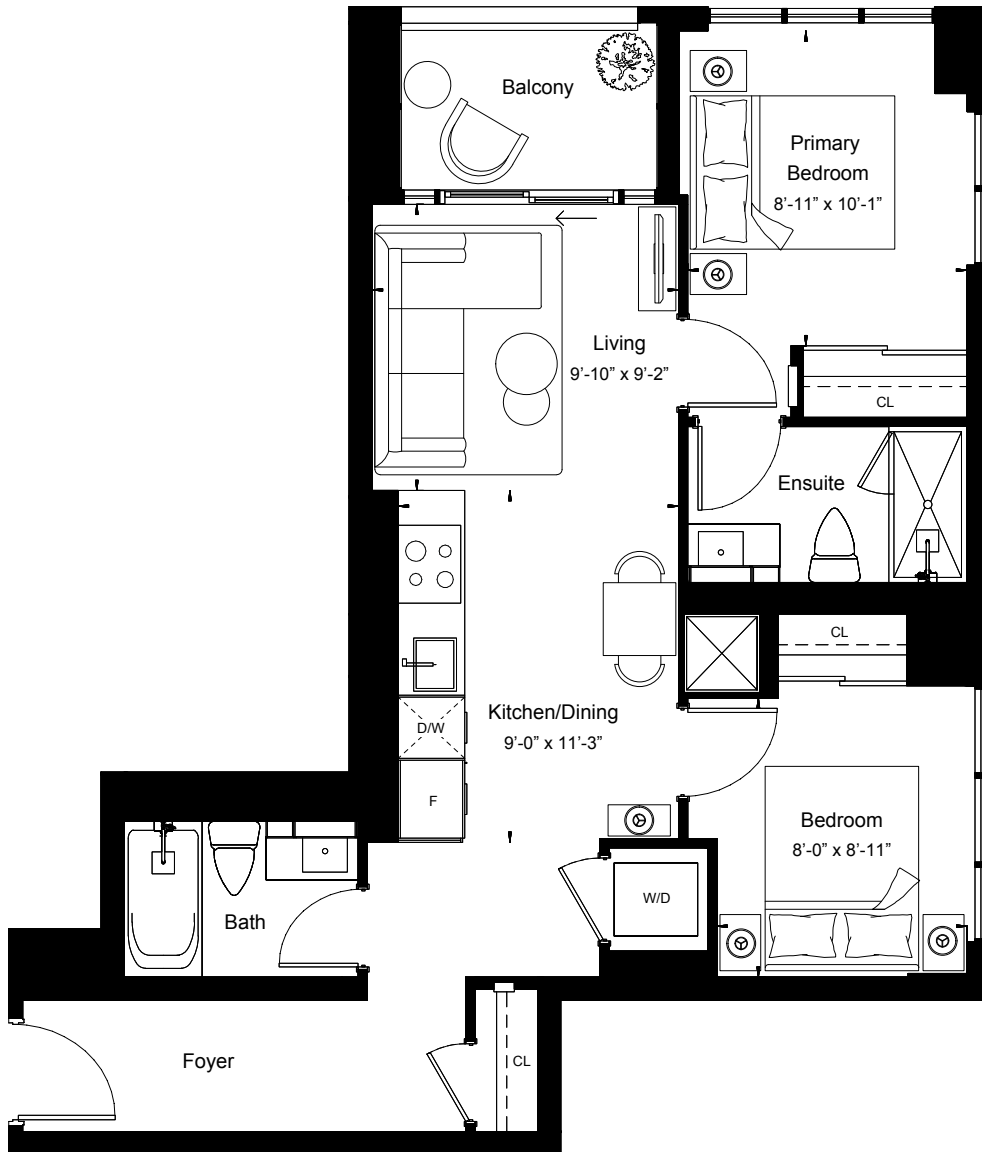 Balcony
Primary
Bedroom
8’-11” x 10’-1”
Living
9’-10” x 9’-2”
CL
Ensuite
CL
Kitchen/Dining
9’-0” x 11’-3”
D/W
F
Bedroom
8’-0” x 8’-11”
W/D
Bath
Foyer
CL